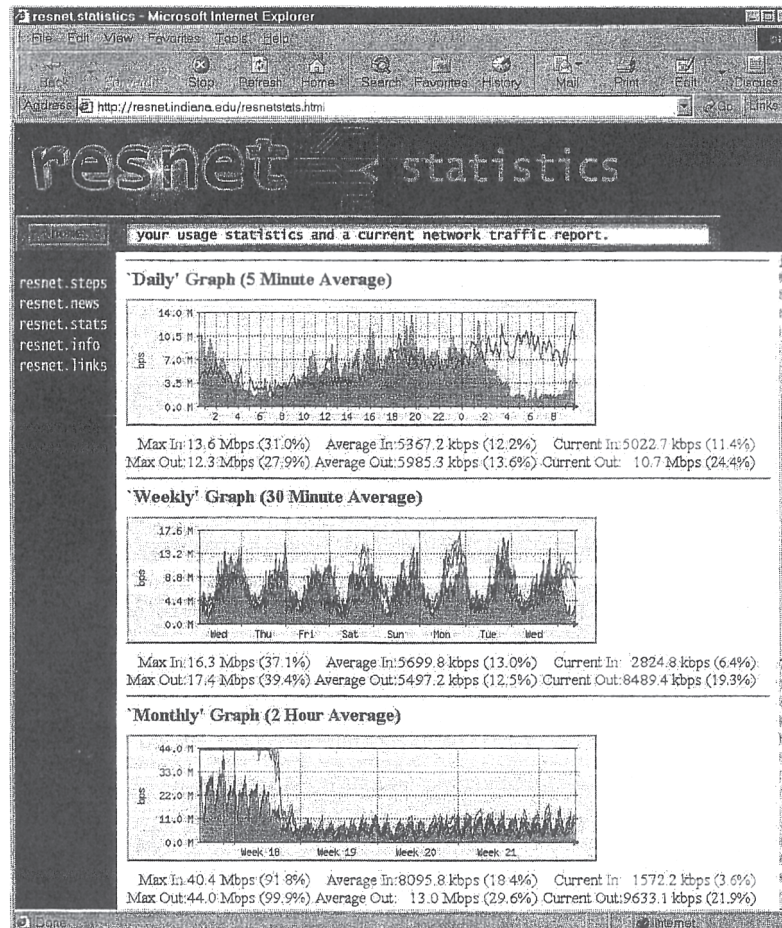 resnet.statistics - Microsoft Internet Explorer
File Edit View Favorites Tools Help
Back Forward Stop Refresh Home Search Favorites History Mail Print Edit Discuss
Address http://resnet.indiana.edu/resnetstats.html Go Links
resnet statistics
your usage statistics and a current network traffic report.
resnet.steps
resnet.news
resnet.stats
resnet.info
resnet.links
`Daily' Graph (5 Minute Average)
14.0 M
10.5 M
7.0 M
3.5 M
0.0 M
bps
2 4 6 8 10 12 14 16 18 20 22 0 2 4 6 8
Max In:13.6 Mbps (31.0%) Average In:5367.2 kbps (12.2%) Current In:5022.7 kbps (11.4%)
Max Out:12.3 Mbps (27.9%) Average Out:5985.3 kbps (13.6%) Current Out: 10.7 Mbps (24.4%)
`Weekly' Graph (30 Minute Average)
17.6 M
13.2 M
8.8 M
4.4 M
0.0 M
bps
Wed Thu Fri Sat Sun Mon Tue Wed
Max In:16.3 Mbps (37.1%) Average In:5699.8 kbps (13.0%) Current In: 2824.8 kbps (6.4%)
Max Out:17.4 Mbps (39.4%) Average Out:5497.2 kbps (12.5%) Current Out:8489.4 kbps (19.3%)
`Monthly' Graph (2 Hour Average)
44.0 M
33.0 M
22.0 M
11.0 M
0.0 M
bps
Week 18 Week 19 Week 20 Week 21
Max In:40.4 Mbps (91.8%) Average In:8095.8 kbps (18.4%) Current In: 1572.2 kbps (3.6%)
Max Out:44.0 Mbps (99.9%) Average Out: 13.0 Mbps (29.6%) Current Out:9633.1 kbps (21.9%)
Done Internet